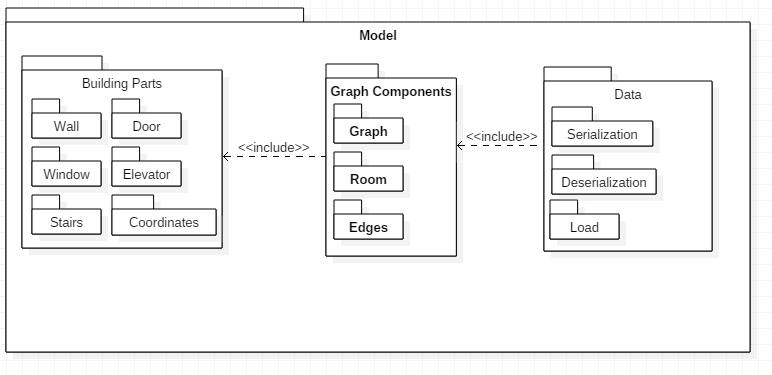 Model
Building Parts
Wall
Door
Window
Elevator
Stairs
Coordinates
<<include>>
Graph Components
Graph
Room
Edges
<<include>>
Data
Serialization
Deserialization
Load